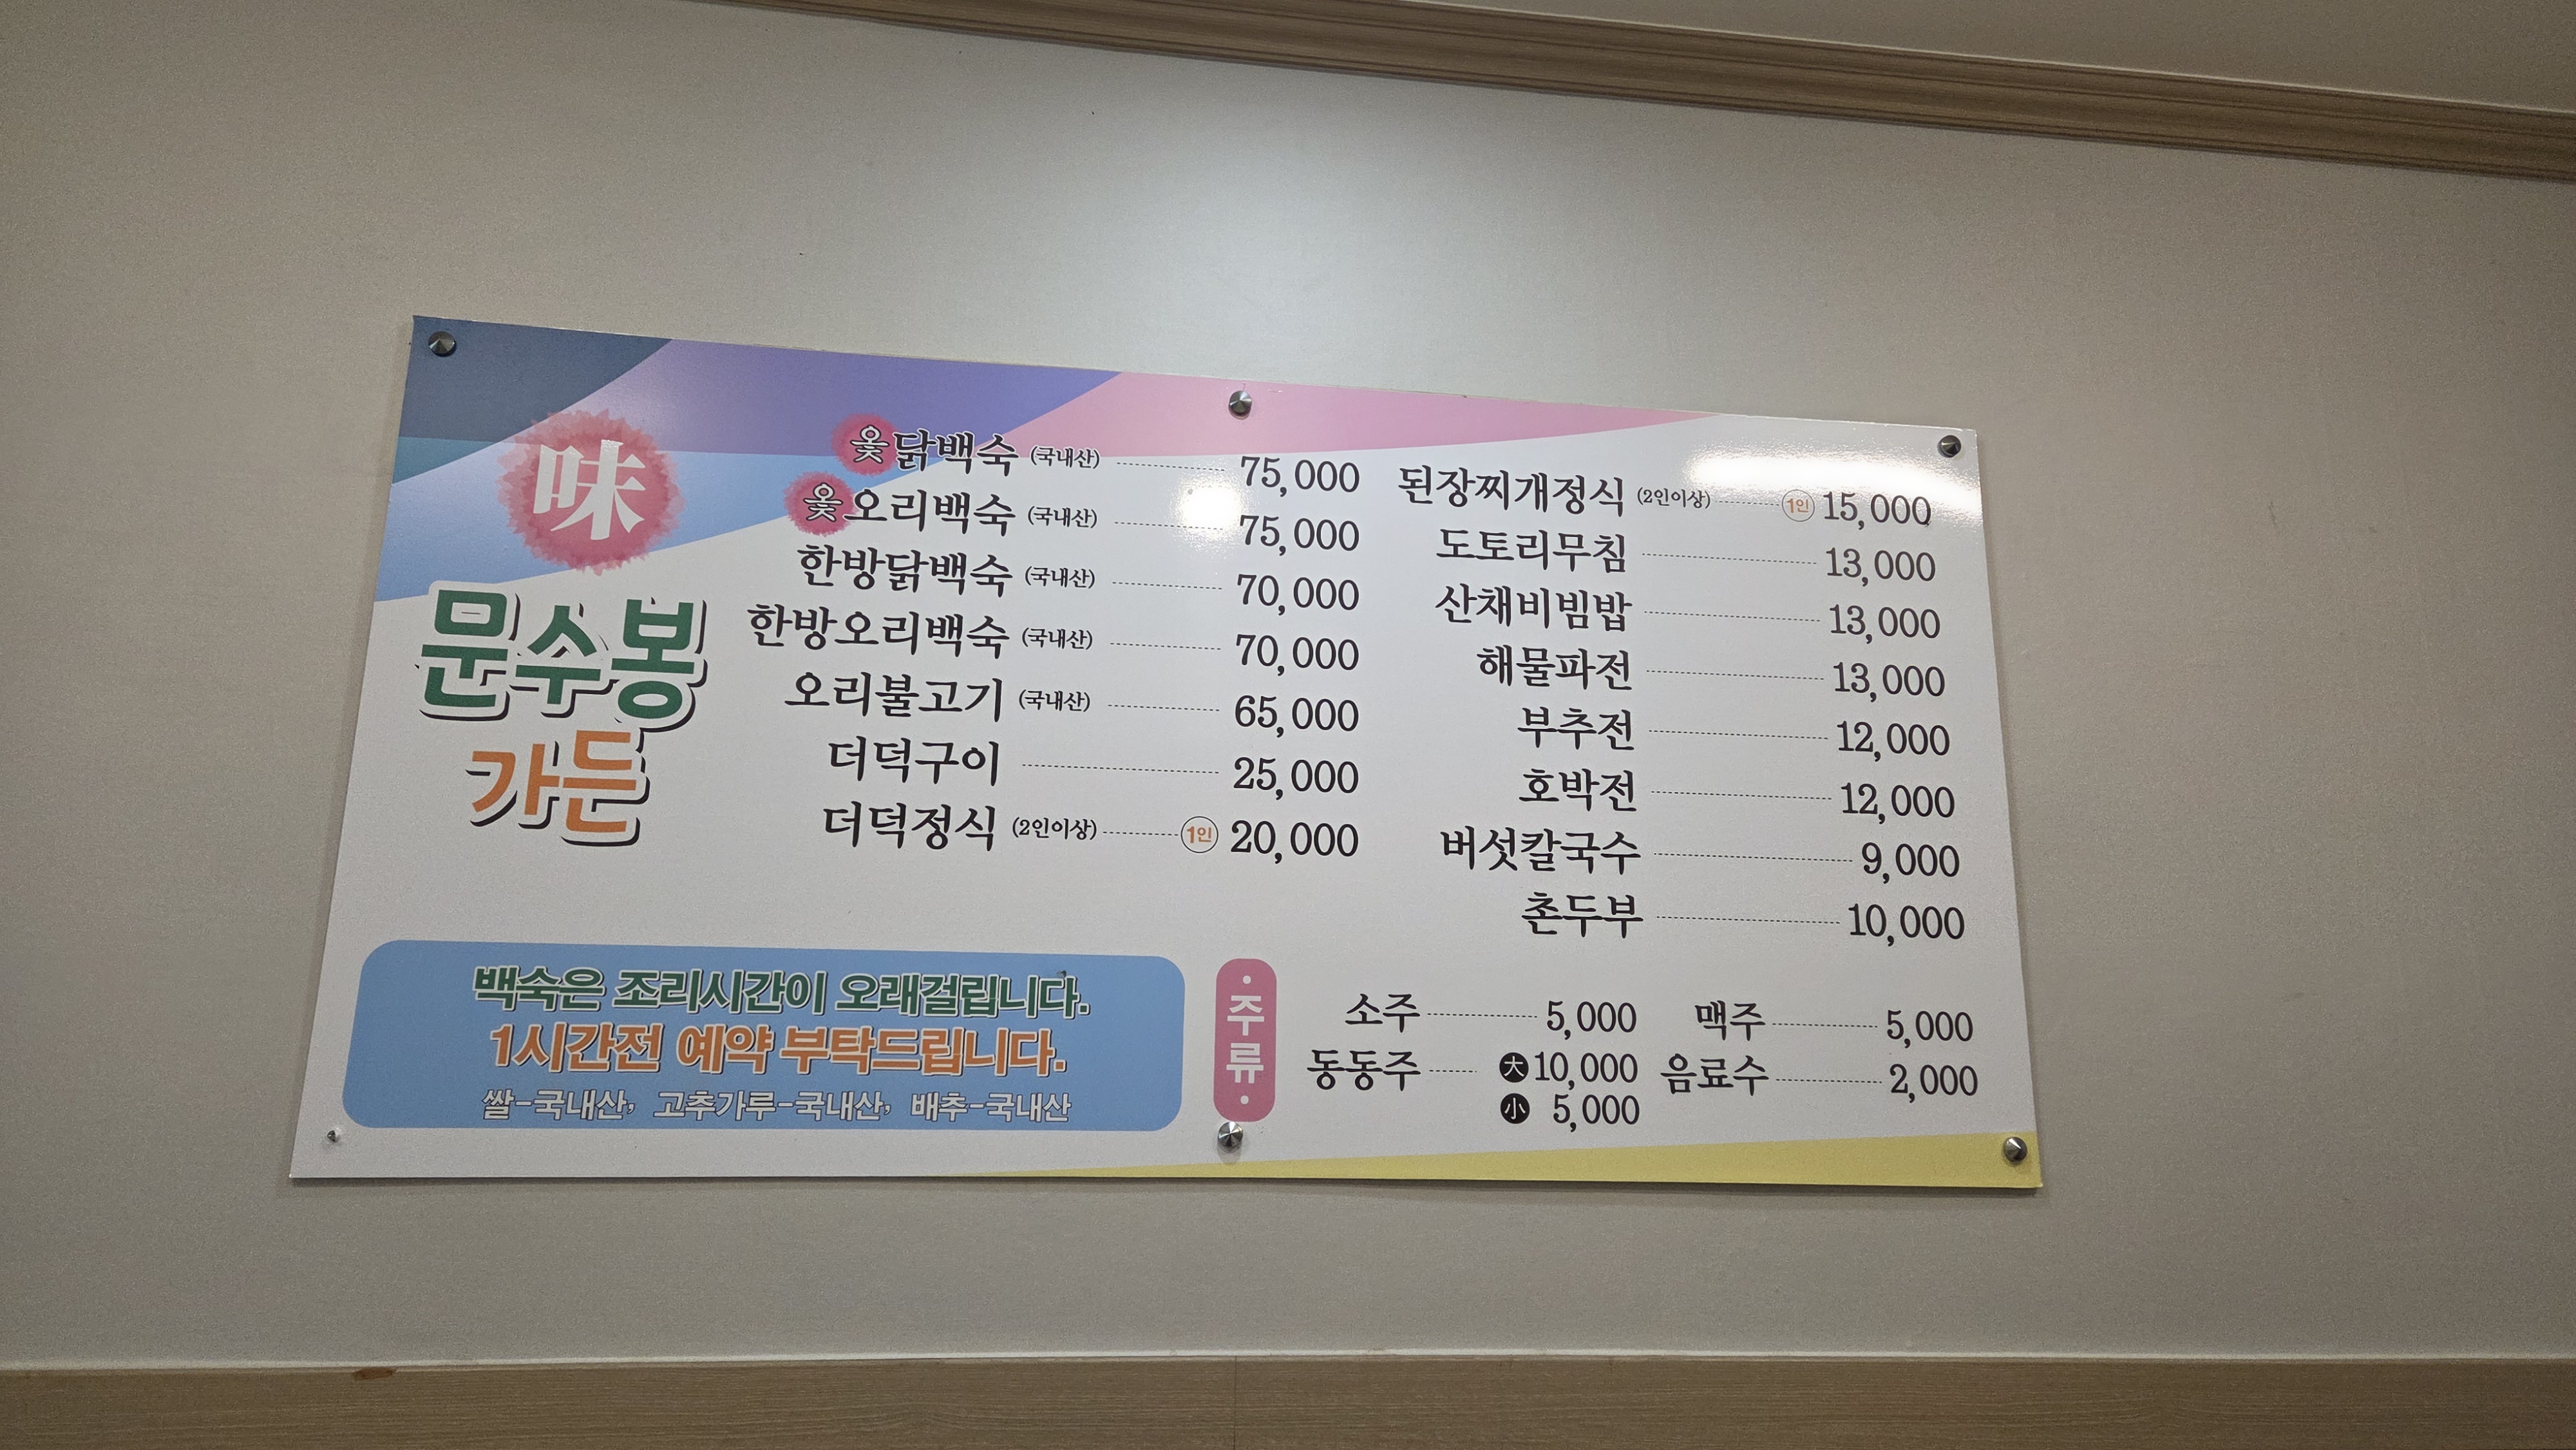 味
문수봉
가든
옻닭백숙 (국내산) 75,000
옻오리백숙 (국내산) 75,000
한방닭백숙 (국내산) 70,000
한방오리백숙 (국내산) 70,000
오리불고기 (국내산) 65,000
더덕구이 25,000
더덕정식 (2인이상) 1인 20,000
된장찌개정식 (2인이상) 1인 15,000
도토리무침 13,000
산채비빔밥 13,000
해물파전 13,000
부추전 12,000
호박전 12,000
버섯칼국수 9,000
촌두부 10,000
백숙은 조리시간이 오래걸립니다.
1시간전 예약 부탁드립니다.
쌀-국내산, 고추가루-국내산, 배추-국내산
·주류·
소주 5,000 맥주 5,000
동동주 大 10,000 음료수 2,000
小 5,000